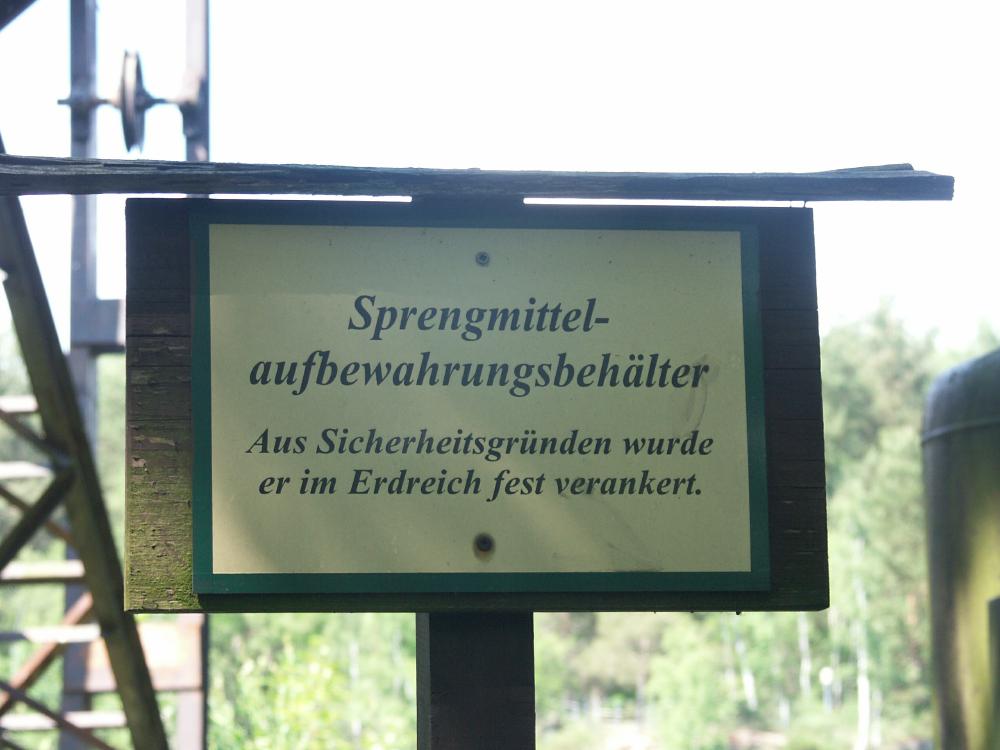 Sprengmittel-
aufbewahrungsbehälter
Aus Sicherheitsgründen wurde
er im Erdreich fest verankert.